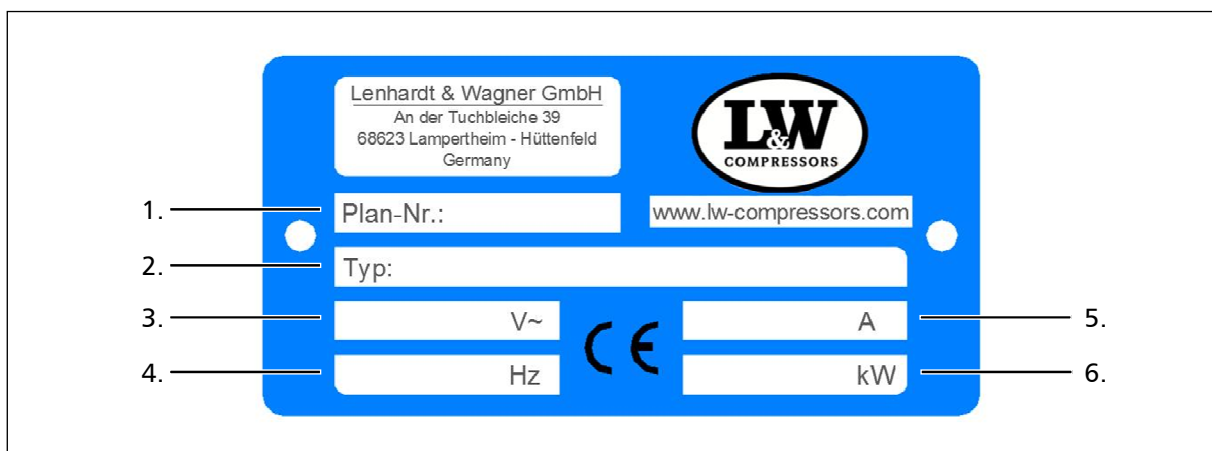 Lenhardt & Wagner GmbH
An der Tuchbleiche 39
68623 Lampertheim - Hüttenfeld
Germany
L&W
COMPRESSORS
1.
Plan-Nr.:
www.lw-compressors.com
2.
Typ:
3.
V~
CE
A
5.
4.
Hz
kW
6.